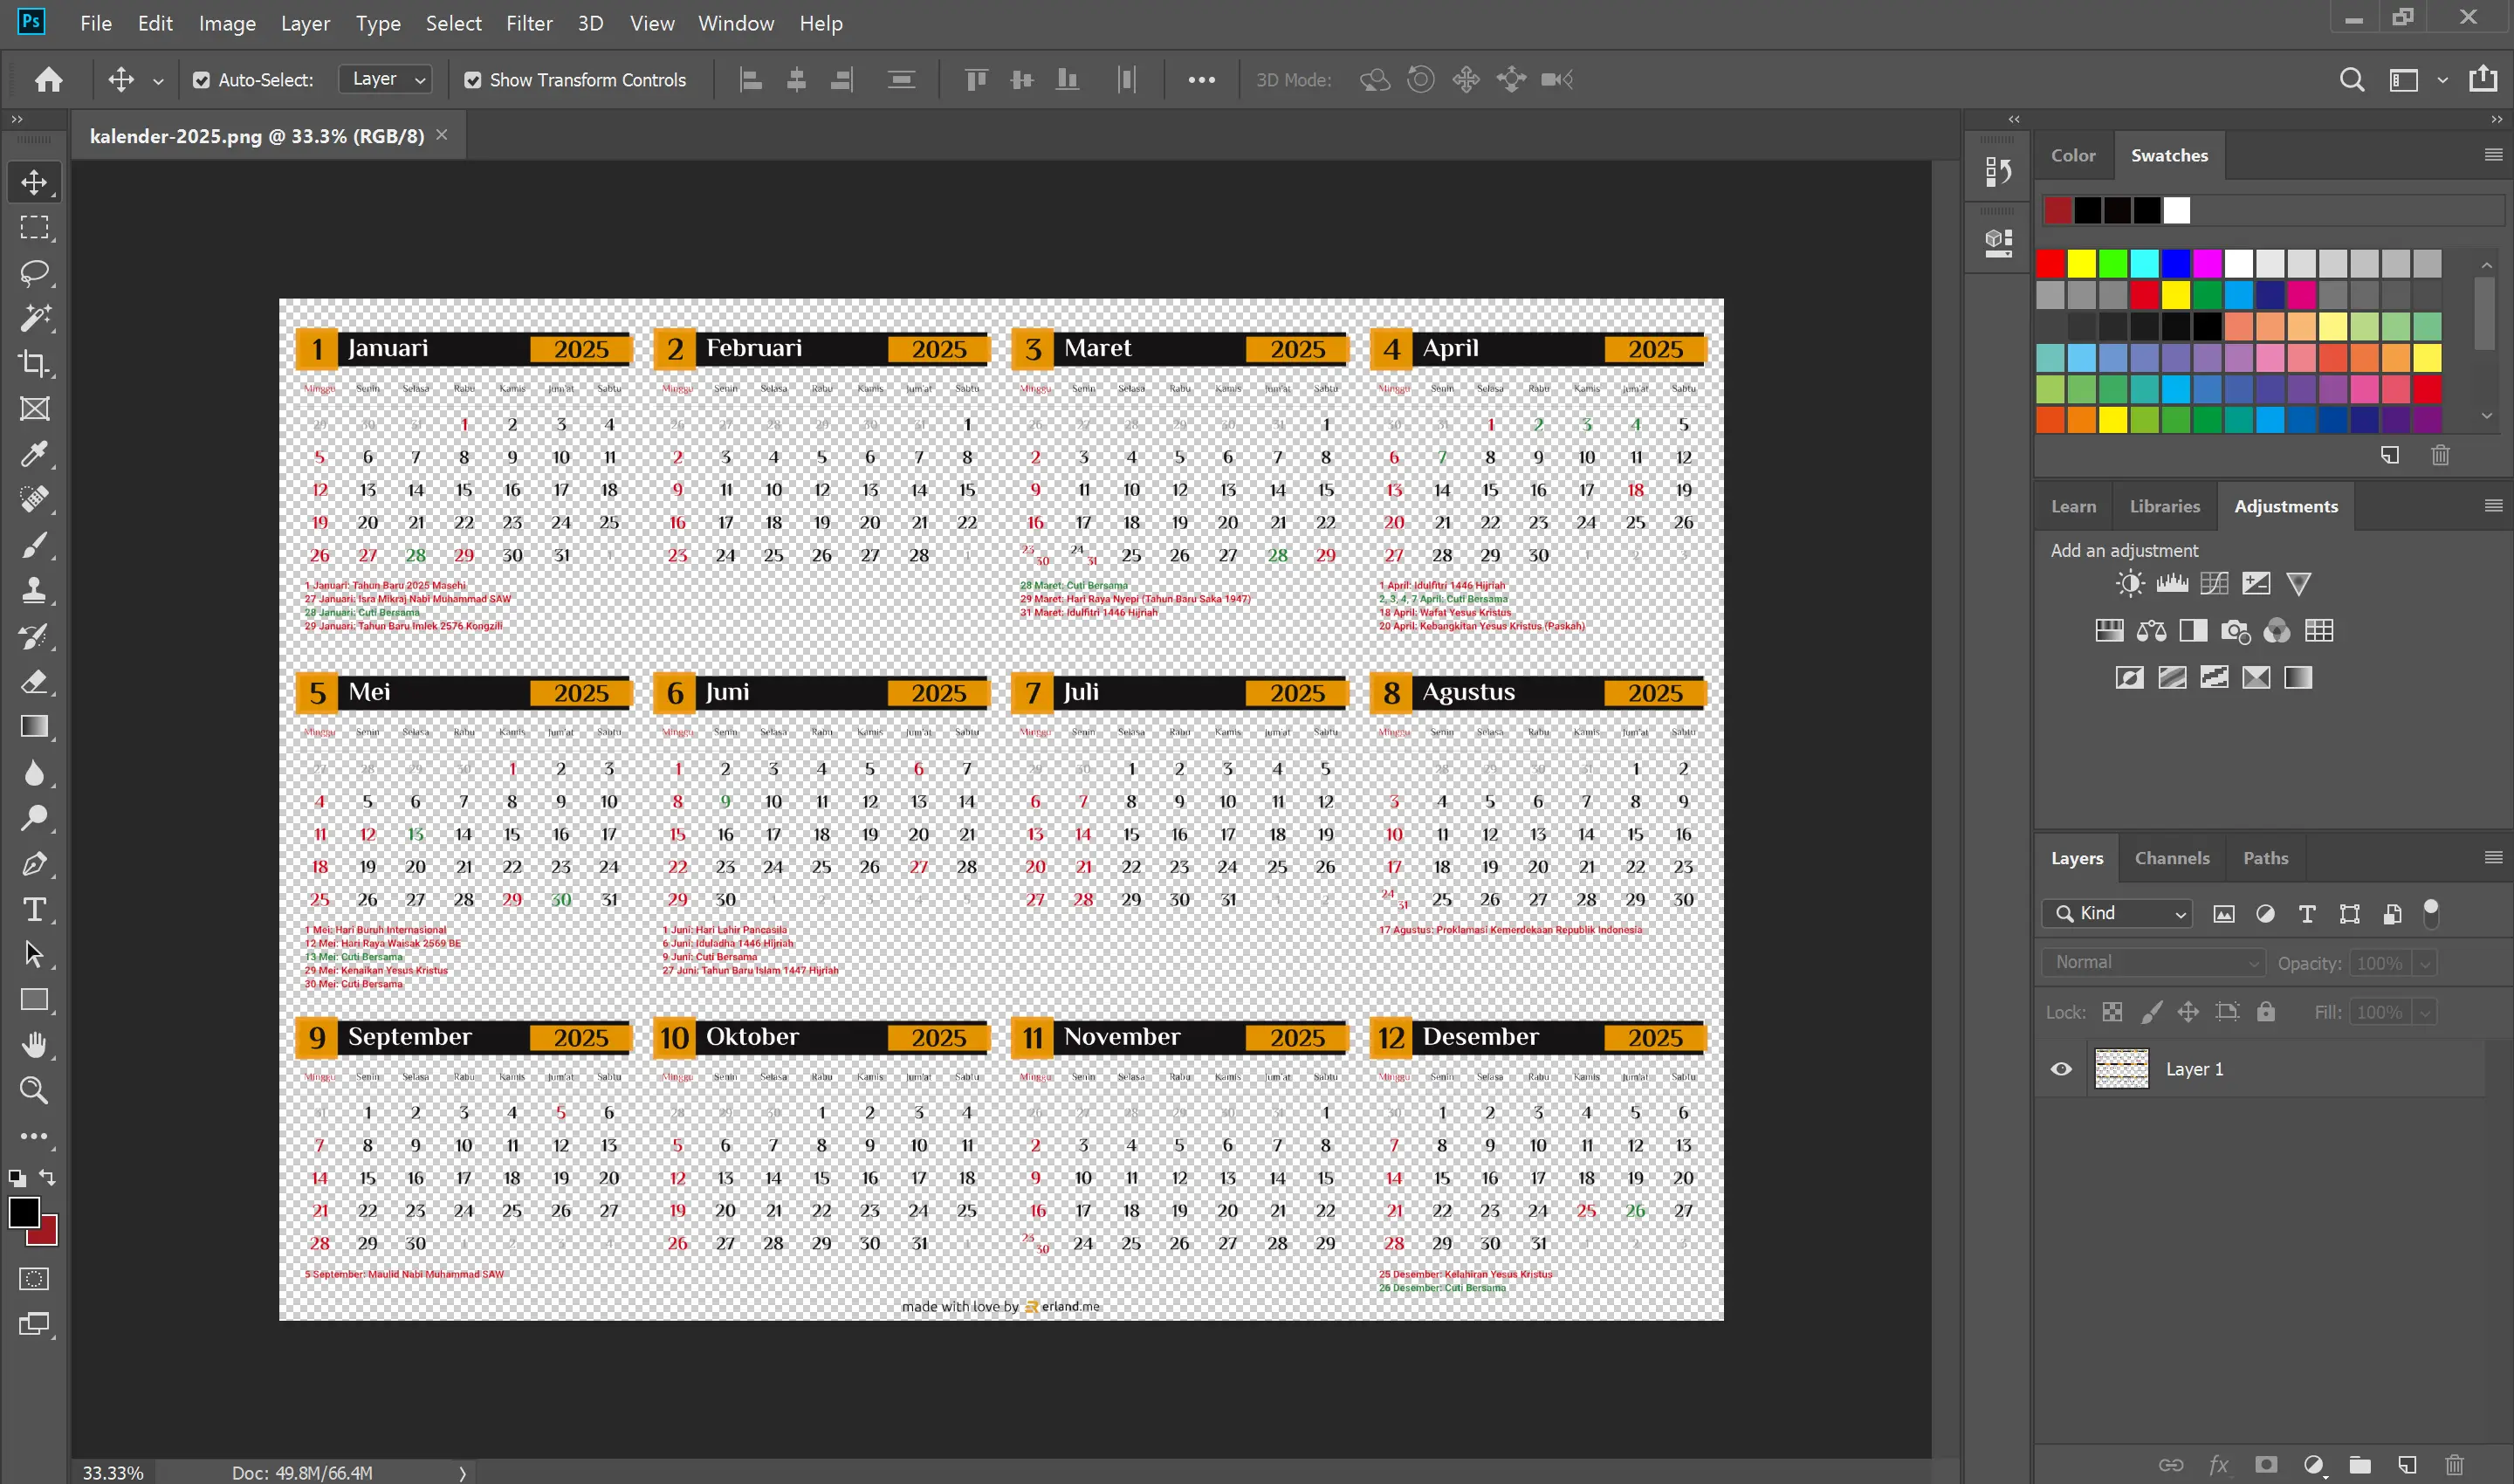 Ps File Edit Image Layer Type Select Filter 3D View Window Help
Auto-Select: Layer Show Transform Controls 3D Mode:
kalender-2025.png @ 33.3% (RGB/8)
1 Januari 2025
Minggu Senin Selasa Rabu Kamis Jum'at Sabtu
29 30 31 1 2 3 4
5 6 7 8 9 10 11
12 13 14 15 16 17 18
19 20 21 22 23 24 25
26 27 28 29 30 31 1
1 Januari: Tahun Baru 2025 Masehi
27 Januari: Isra Mikraj Nabi Muhammad SAW
28 Januari: Cuti Bersama
29 Januari: Tahun Baru Imlek 2576 Kongzili
2 Februari 2025
Minggu Senin Selasa Rabu Kamis Jum'at Sabtu
26 27 28 29 30 31 1
2 3 4 5 6 7 8
9 11 10 12 13 14 15
16 17 18 19 20 21 22
23 24 25 26 27 28 1
3 Maret 2025
Minggu Senin Selasa Rabu Kamis Jum'at Sabtu
26 27 28 29 30 31 1
2 3 4 5 6 7 8
9 11 10 12 13 14 15
16 17 18 19 20 21 22
23 30 24 31 25 26 27 28 29
28 Maret: Cuti Bersama
29 Maret: Hari Raya Nyepi (Tahun Baru Saka 1947)
31 Maret: Idulfitri 1446 Hijriah
4 April 2025
Minggu Senin Selasa Rabu Kamis Jum'at Sabtu
30 31 1 2 3 4 5
6 7 8 9 10 11 12
13 14 15 16 17 18 19
20 21 22 23 24 25 26
27 28 29 30 1 2 3
1 April: Idulfitri 1446 Hijriah
2, 3, 4, 7 April: Cuti Bersama
18 April: Wafat Yesus Kristus
20 April: Kebangkitan Yesus Kristus (Paskah)
5 Mei 2025
Minggu Senin Selasa Rabu Kamis Jum'at Sabtu
27 28 29 30 1 2 3
4 5 6 7 8 9 10
11 12 13 14 15 16 17
18 19 20 21 22 23 24
25 26 27 28 29 30 31
1 Mei: Hari Buruh Internasional
12 Mei: Hari Raya Waisak 2569 BE
13 Mei: Cuti Bersama
29 Mei: Kenaikan Yesus Kristus
30 Mei: Cuti Bersama
6 Juni 2025
Minggu Senin Selasa Rabu Kamis Jum'at Sabtu
1 2 3 4 5 6 7
8 9 10 11 12 13 14
15 16 17 18 19 20 21
22 23 24 25 26 27 28
29 30 1 2 3 4 5
1 Juni: Hari Lahir Pancasila
6 Juni: Iduladha 1446 Hijriah
9 Juni: Cuti Bersama
27 Juni: Tahun Baru Islam 1447 Hijriah
7 Juli 2025
Minggu Senin Selasa Rabu Kamis Jum'at Sabtu
29 30 1 2 3 4 5
6 7 8 9 10 11 12
13 14 15 16 17 18 19
20 21 22 23 24 25 26
27 28 29 30 31 1 2
8 Agustus 2025
Minggu Senin Selasa Rabu Kamis Jum'at Sabtu
28 29 30 31 1 2
3 4 5 6 7 8 9
10 11 12 13 14 15 16
17 18 19 20 21 22 23
24 31 25 26 27 28 29 30
17 Agustus: Proklamasi Kemerdekaan Republik Indonesia
9 September 2025
Minggu Senin Selasa Rabu Kamis Jum'at Sabtu
31 1 2 3 4 5 6
7 8 9 10 11 12 13
14 15 16 17 18 19 20
21 22 23 24 25 26 27
28 29 30 1 2 3 4
5 September: Maulid Nabi Muhammad SAW
10 Oktober 2025
Minggu Senin Selasa Rabu Kamis Jum'at Sabtu
28 29 30 1 2 3 4
5 6 7 8 9 10 11
12 13 14 15 16 17 18
19 20 21 22 23 24 25
26 27 28 29 30 31 1
11 November 2025
Minggu Senin Selasa Rabu Kamis Jum'at Sabtu
26 27 28 29 30 31 1
2 3 4 5 6 7 8
9 10 11 12 13 14 15
16 17 18 19 20 21 22
23 30 24 25 26 27 28 29
12 Desember 2025
Minggu Senin Selasa Rabu Kamis Jum'at Sabtu
30 1 2 3 4 5 6
7 8 9 10 11 12 13
14 15 16 17 18 19 20
21 22 23 24 25 26 27
28 29 30 31 1 2 3
25 Desember: Kelahiran Yesus Kristus
26 Desember: Cuti Bersama
made with love by erland.me
33.33% Doc: 49.8M/66.4M
Color Swatches
Learn Libraries Adjustments
Add an adjustment
Layers Channels Paths
Kind
Normal Opacity: 100%
Lock: Fill: 100%
Layer 1
fx